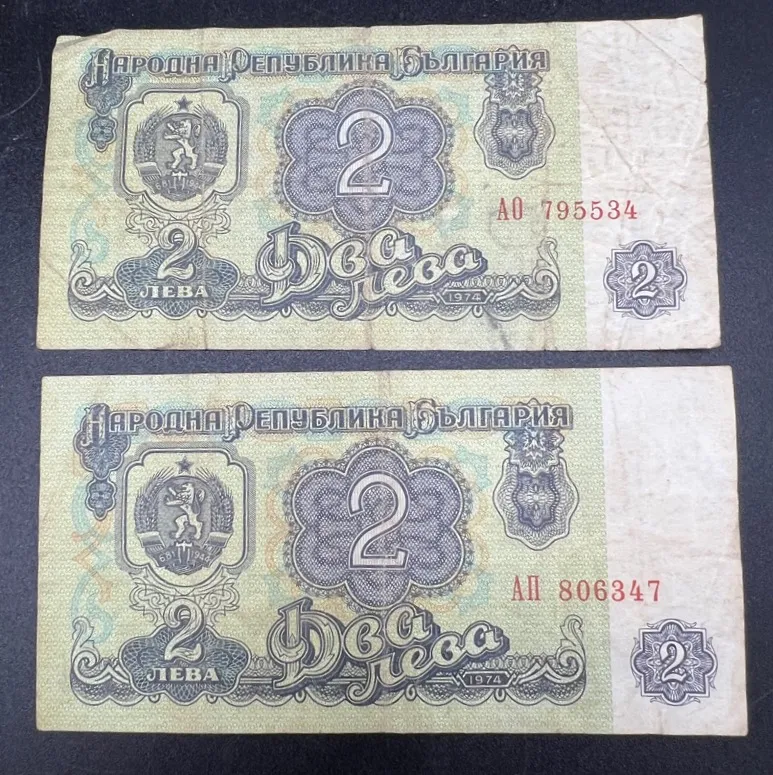 НАРОДНА РЕПУБЛИКА БЪЛГАРИЯ
2
АО 795534
2
ЛЕВА
Два
лева
1974
2
НАРОДНА РЕПУБЛИКА БЪЛГАРИЯ
2
АП 806347
2
ЛЕВА
Два
лева
1974
2